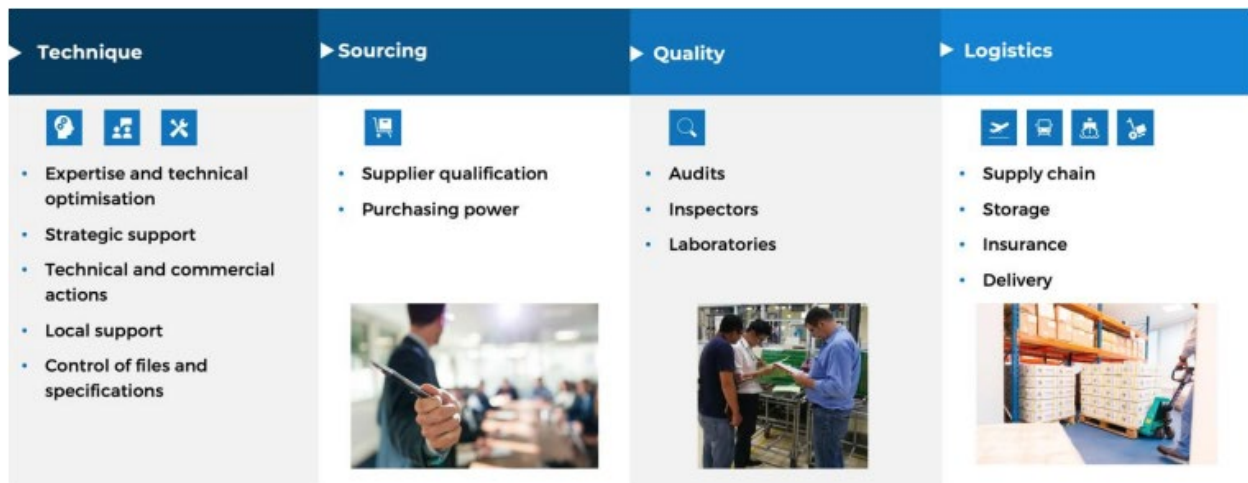 Technique
Sourcing
Quality
Logistics
Expertise and technical
optimisation
Strategic support
Technical and commercial
actions
Local support
Control of files and
specifications
Supplier qualification
Purchasing power
Audits
Inspectors
Laboratories
Supply chain
Storage
Insurance
Delivery